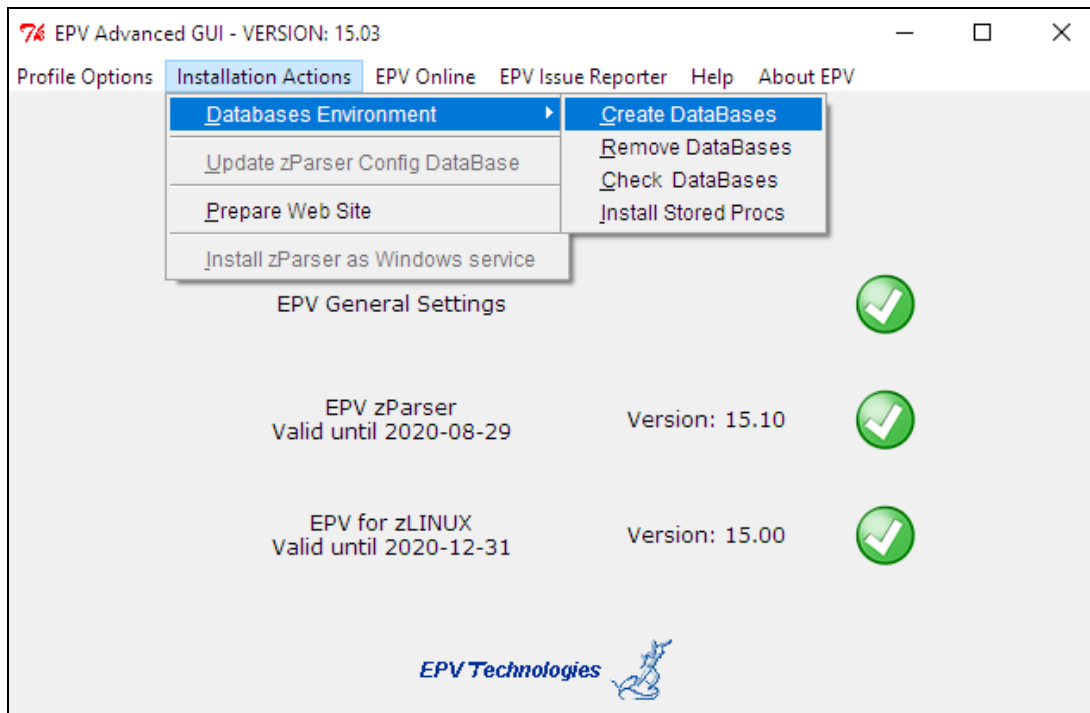 EPV Advanced GUI - VERSION: 15.03
Profile Options Installation Actions EPV Online EPV Issue Reporter Help About EPV
Databases Environment
Create DataBases
Remove DataBases
Check DataBases
Install Stored Procs
Update zParser Config DataBase
Prepare Web Site
Install zParser as Windows service
EPV General Settings
EPV zParser
Valid until 2020-08-29
Version: 15.10
EPV for zLINUX
Valid until 2020-12-31
Version: 15.00
EPV Technologies